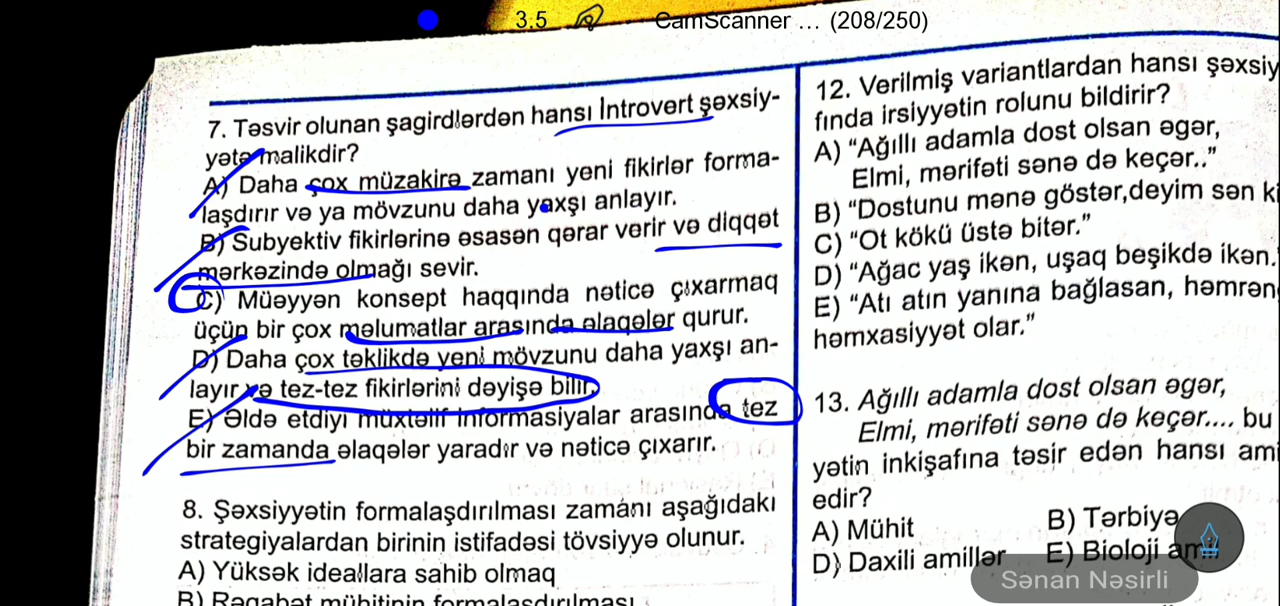 3.5
CamScanner ... (208/250)
7. Təsvir olunan şagirdlərdən hansı İntrovert şəxsiy-
yətə malikdir?
A) Daha çox müzakirə zamanı yeni fikirlər forma-
laşdırır və ya mövzunu daha yaxşı anlayır.
B) Subyektiv fikirlərinə əsasən qərar verir və diqqət
mərkəzində olmağı sevir.
C) Müəyyən konsept haqqında nəticə çıxarmaq
üçün bir çox məlumatlar arasında əlaqələr qurur.
D) Daha çox təklikdə yeni mövzunu daha yaxşı an-
layır və tez-tez fikirlərini dəyişə bilir.
E) Əldə etdiyi müxtəlif informasiyalar arasında tez
bir zamanda əlaqələr yaradır və nəticə çıxarır.
8. Şəxsiyyətin formalaşdırılması zamanı aşağıdakı
strategiyalardan birinin istifadəsi tövsiyyə olunur.
A) Yüksək ideallara sahib olmaq
B) Rəqabət mühitinin formalaşdırılması
12. Verilmiş variantlardan hansı şəxsiy
fında irsiyyətin rolunu bildirir?
A) “Ağıllı adamla dost olsan əgər,
Elmi, mərifəti sənə də keçər..”
B) “Dostunu mənə göstər,deyim sən ki
C) “Ot kökü üstə bitər.”
D) “Ağac yaş ikən, uşaq beşikdə ikən.
E) “Atı atın yanına bağlasan, həmrən
həmxasiyyət olar.”
13. Ağıllı adamla dost olsan əgər,
Elmi, mərifəti sənə də keçər.... bu
yətin inkişafına təsir edən hansı ami
edir?
A) Mühit B) Tərbiyə
D) Daxili amillər E) Bioloji amil
Sənan Nəsirli